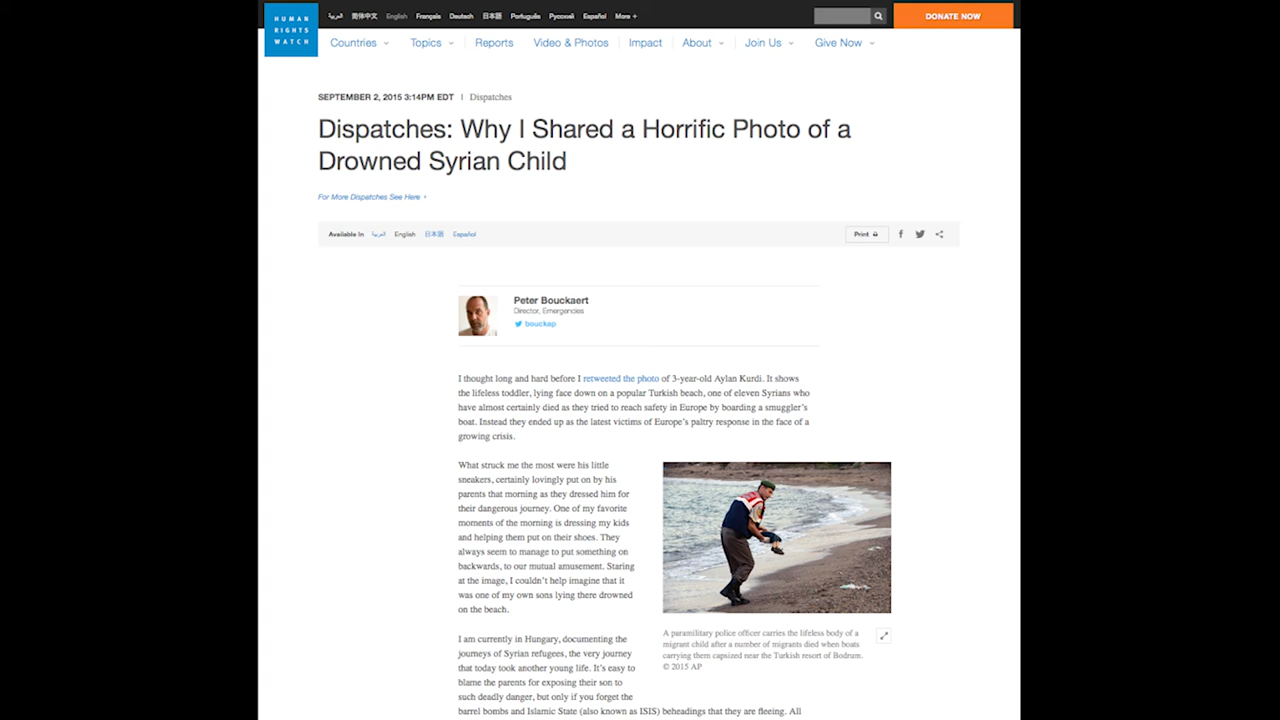 HUMAN
RIGHTS
WATCH
العربية 简体中文 English Français Deutsch 日本語 Português Русский Español More +
DONATE NOW
Countries Topics Reports Video & Photos Impact About Join Us Give Now
SEPTEMBER 2, 2015 3:14PM EDT | Dispatches
Dispatches: Why I Shared a Horrific Photo of a
Drowned Syrian Child
For More Dispatches See Here
Available In العربية English 日本語 Español
Print
Peter Bouckaert
Director, Emergencies
bouckap
I thought long and hard before I retweeted the photo of 3-year-old Aylan Kurdi. It shows
the lifeless toddler, lying face down on a popular Turkish beach, one of eleven Syrians who
have almost certainly died as they tried to reach safety in Europe by boarding a smuggler's
boat. Instead they ended up as the latest victims of Europe's paltry response in the face of a
growing crisis.
What struck me the most were his little
sneakers, certainly lovingly put on by his
parents that morning as they dressed him for
their dangerous journey. One of my favorite
moments of the morning is dressing my kids
and helping them put on their shoes. They
always seem to manage to put something on
backwards, to our mutual amusement. Staring
at the image, I couldn't help imagine that it
was one of my own sons lying there drowned
on the beach.
A paramilitary police officer carries the lifeless body of a
migrant child after a number of migrants died when boats
carrying them capsized near the Turkish resort of Bodrum.
© 2015 AP
I am currently in Hungary, documenting the
journeys of Syrian refugees, the very journey
that today took another young life. It's easy to
blame the parents for exposing their son to
such deadly danger, but only if you forget the
barrel bombs and Islamic State (also known as ISIS) beheadings that they are fleeing. All